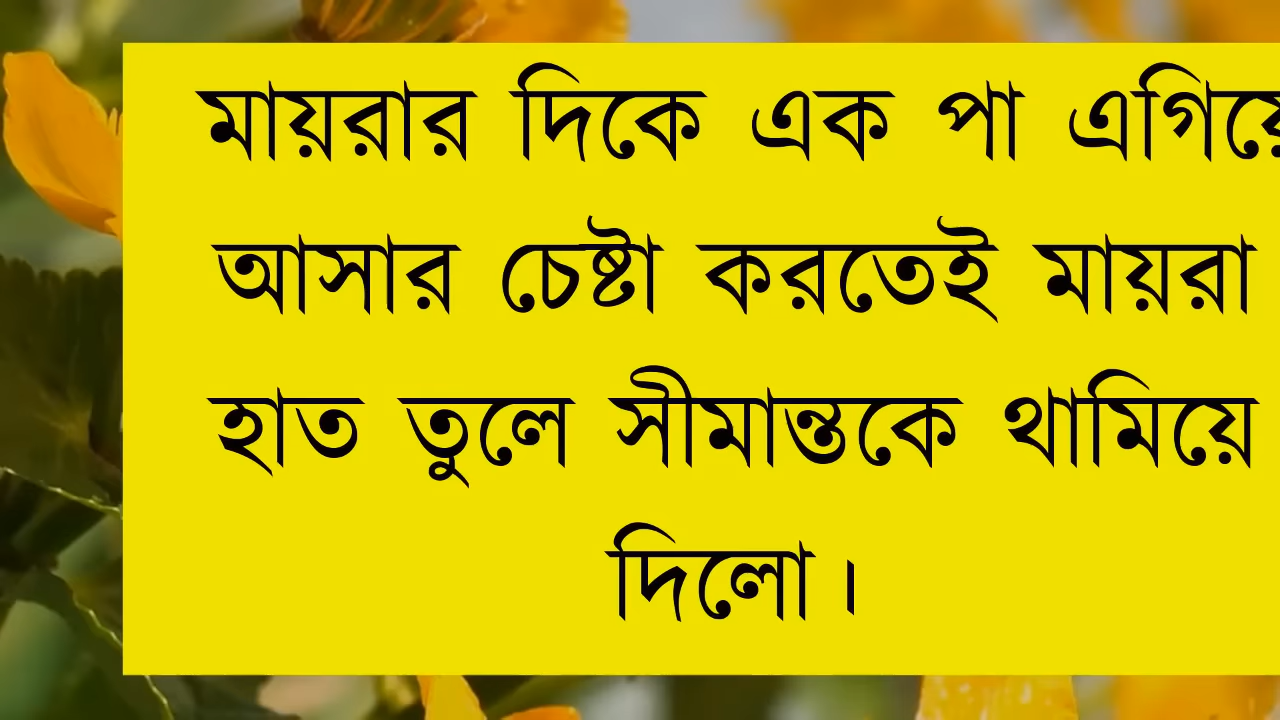 মায়রার দিকে এক পা এগিয়ে
আসার চেষ্টা করতেই মায়রা
হাত তুলে সীমান্তকে থামিয়ে
দিলো।